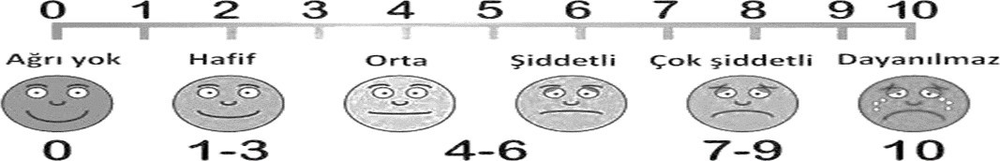 0 1 2 3 4 5 6 7 8 9 10
Ağrı yok Hafif Orta Şiddetli Çok şiddetli Dayanılmaz
0 1-3 4-6 7-9 10